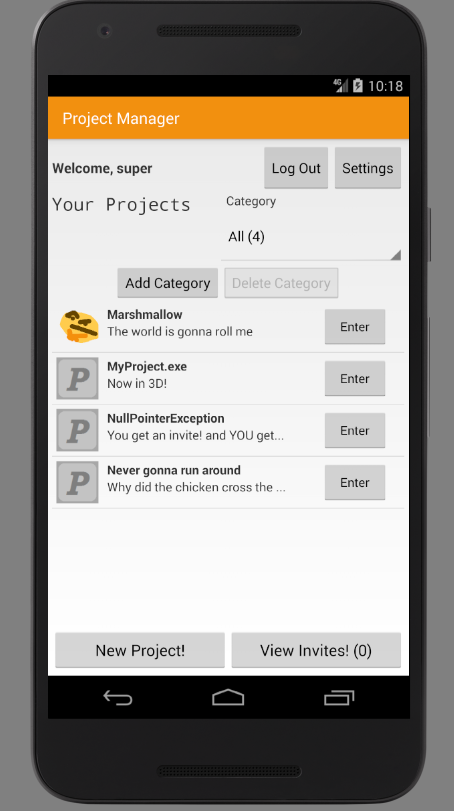 4G 10:18
Project Manager
Welcome, super
Log Out
Settings
Your Projects
Category
All (4)
Add Category
Delete Category
Marshmallow
The world is gonna roll me
Enter
P
MyProject.exe
Now in 3D!
Enter
P
NullPointerException
You get an invite! and YOU get...
Enter
P
Never gonna run around
Why did the chicken cross the ...
Enter
New Project!
View Invites! (0)